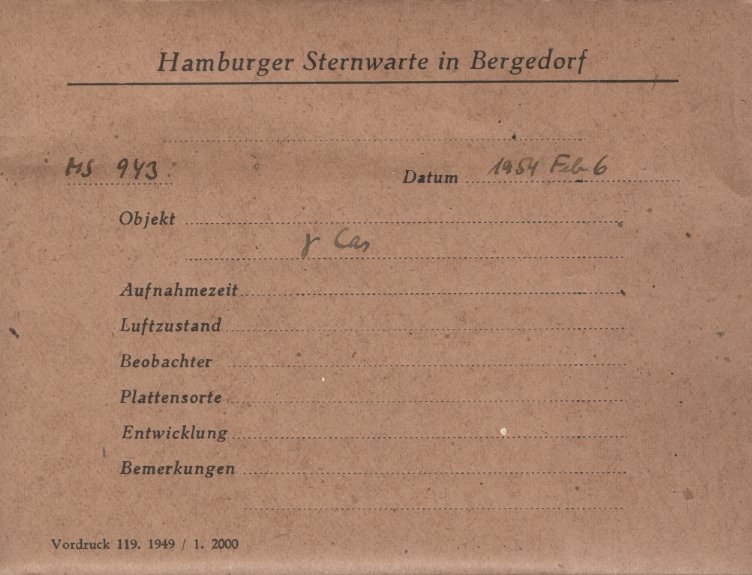 Hamburger Sternwarte in Bergedorf
MS 943
Datum 1954 Feb 6
Objekt
γ Cas
Aufnahmezeit
Luftzustand
Beobachter
Plattensorte
Entwicklung
Bemerkungen
Vordruck 119. 1949 / 1. 2000